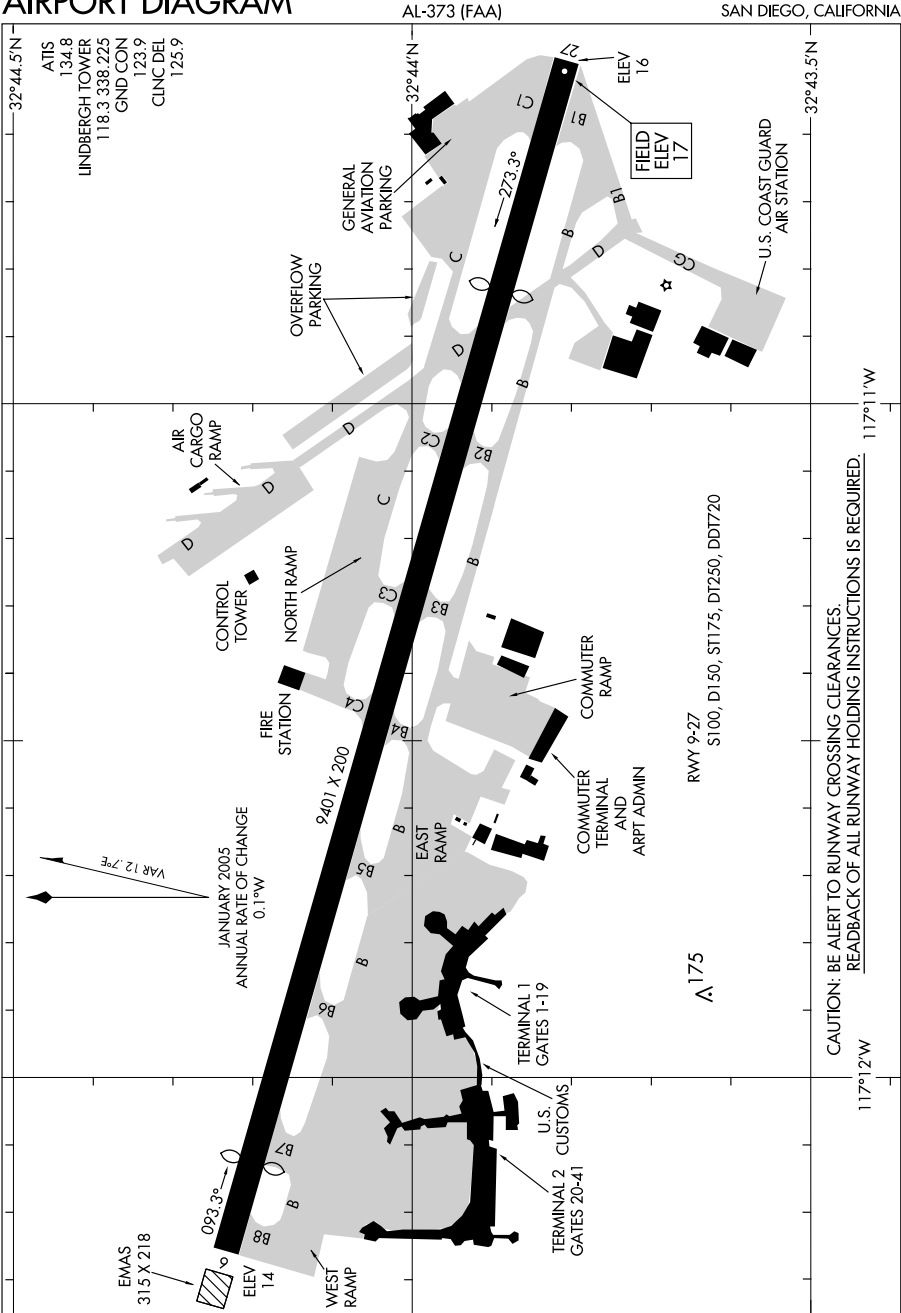 AIRPORT DIAGRAM
AL-373 (FAA)
SAN DIEGO, CALIFORNIA
32°44.5'N
32°44'N
32°43.5'N
ATIS
134.8
LINDBERGH TOWER
118.3 338.225
GND CON
123.9
CLNC DEL
125.9
27
ELEV
16
FIELD
ELEV
17
C1
B1
B1
GENERAL
AVIATION
PARKING
273.3°
U.S. COAST GUARD
AIR STATION
C
B
D
CG
OVERFLOW
PARKING
D
B
117°11'W
AIR
CARGO
RAMP
D
C2
B2
D
C
D
B
CONTROL
TOWER
NORTH RAMP
C3
B3
FIRE
STATION
C4
B4
COMMUTER
RAMP
RWY 9-27
S100, D150, ST175, DT250, DDT720
9401 X 200
COMMUTER
TERMINAL
AND
ARPT ADMIN
EAST
RAMP
B
B5
VAR 12.7°E
JANUARY 2005
ANNUAL RATE OF CHANGE
0.1°W
B
B6
175
TERMINAL 1
GATES 1-19
U.S.
CUSTOMS
117°12'W
B7
093.3°
B
B8
TERMINAL 2
GATES 20-41
EMAS
315 X 218
ELEV
14
WEST
RAMP
CAUTION: BE ALERT TO RUNWAY CROSSING CLEARANCES.
READBACK OF ALL RUNWAY HOLDING INSTRUCTIONS IS REQUIRED.